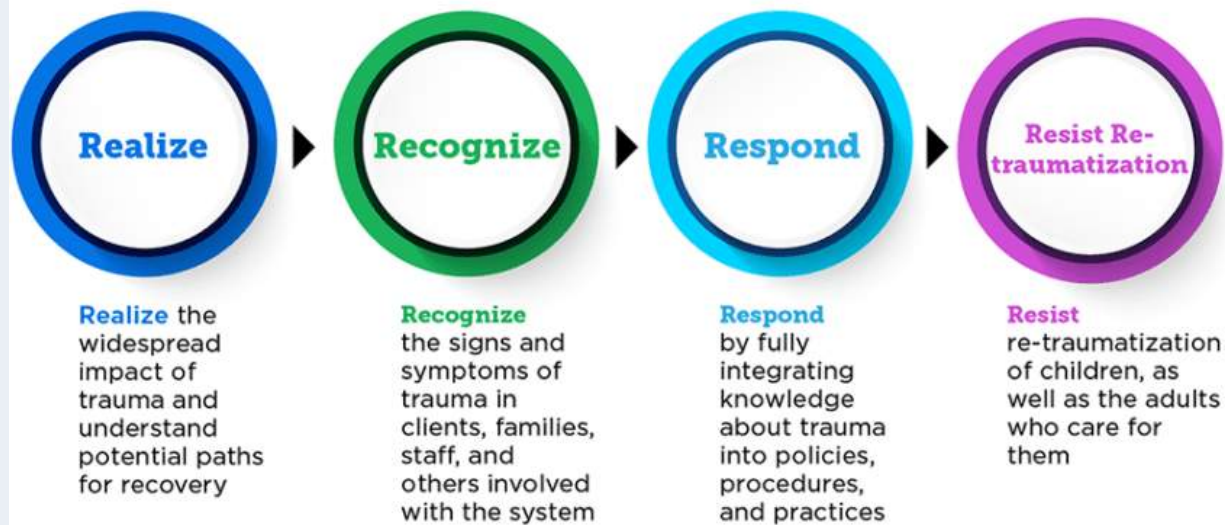 Realize
Recognize
Respond
Resist Re-
traumatization
Realize the
widespread
impact of
trauma and
understand
potential paths
for recovery
Recognize
the signs and
symptoms of
trauma in
clients, families,
staff, and
others involved
with the system
Respond
by fully
integrating
knowledge
about trauma
into policies,
procedures,
and practices
Resist
re-traumatization
of children, as
well as the adults
who care for
them